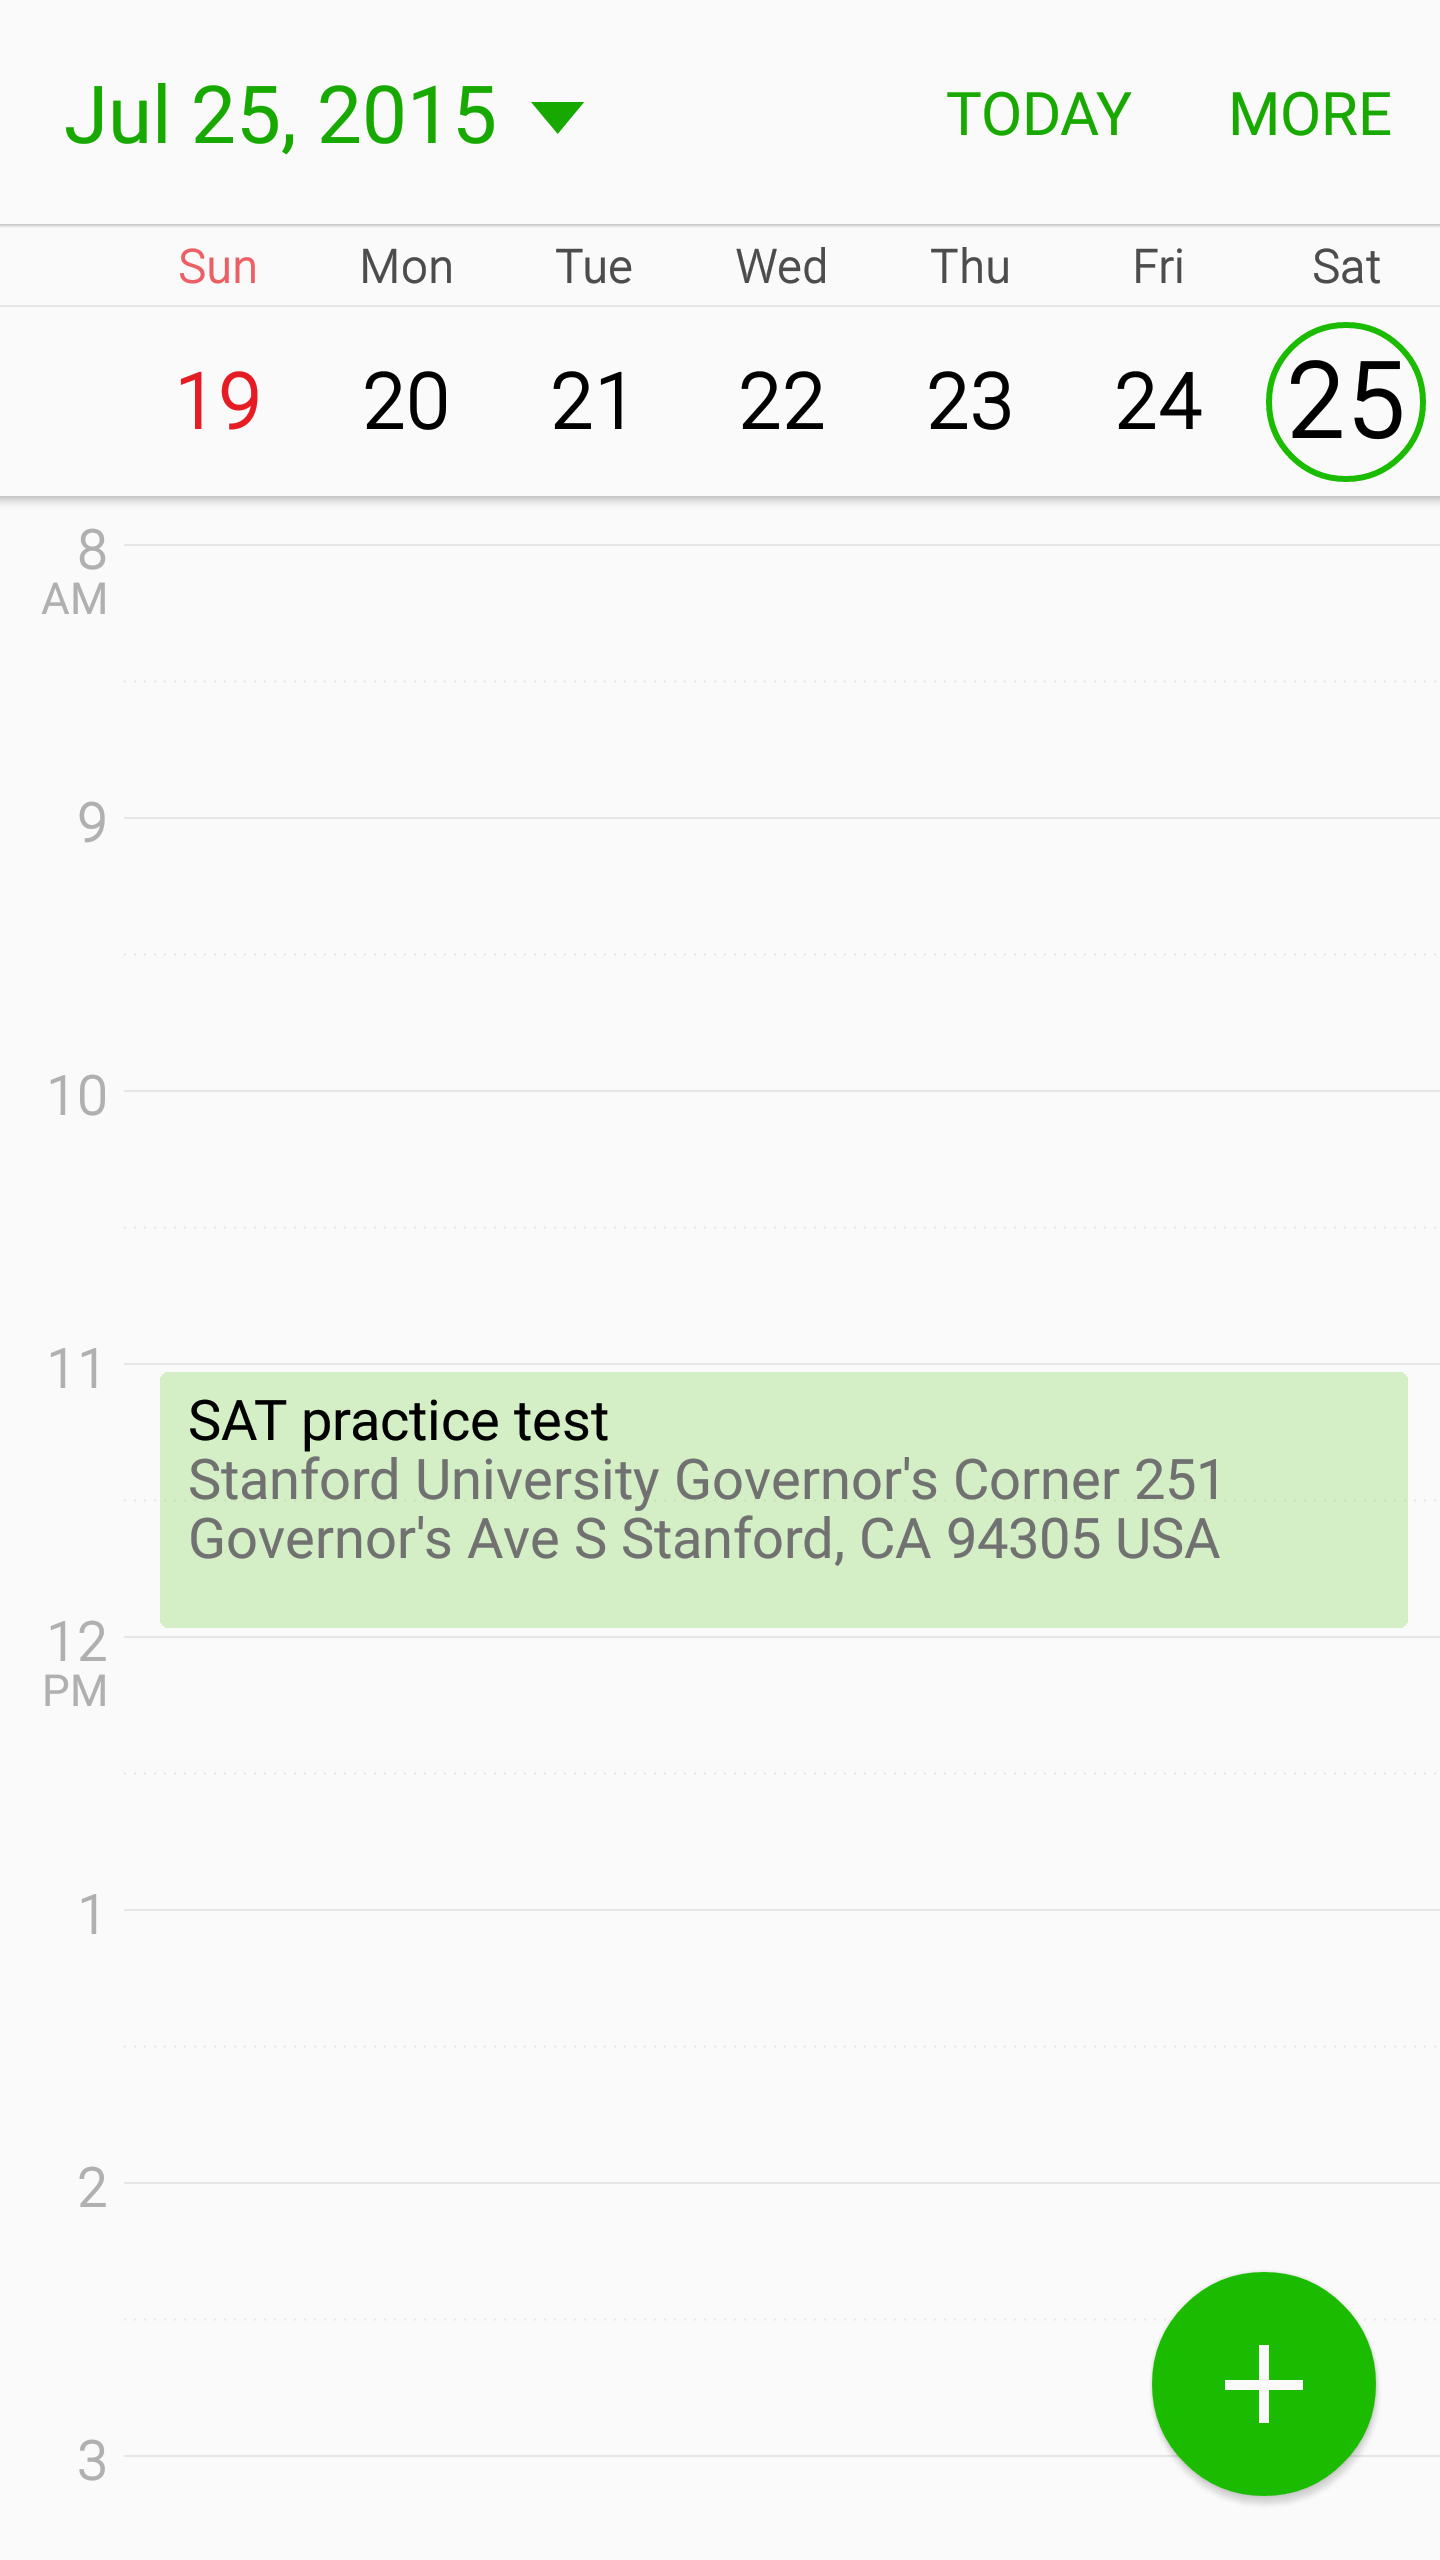 Jul 25, 2015
TODAY
MORE
Sun Mon Tue Wed Thu Fri Sat
19 20 21 22 23 24 25
8
AM
9
10
11
SAT practice test
Stanford University Governor's Corner 251
Governor's Ave S Stanford, CA 94305 USA
12
PM
1
2
3